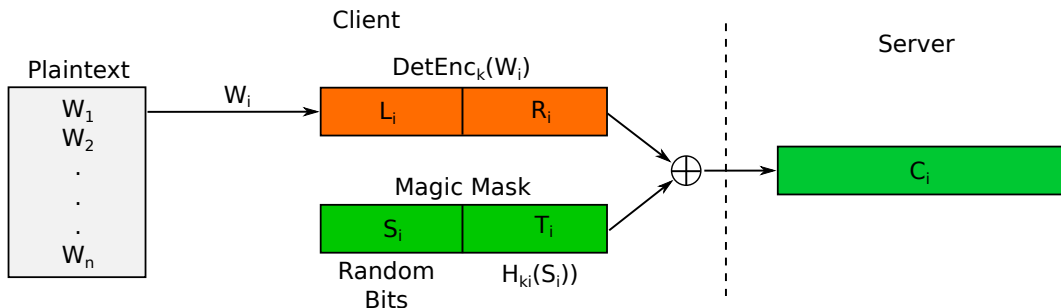 Client
Server
Plaintext
DetEncₖ(Wᵢ)
W₁
W₂
.
.
.
Wₙ
Wᵢ
Lᵢ
Rᵢ
Cᵢ
Magic Mask
Sᵢ
Tᵢ
Random
Bits
Hₖᵢ(Sᵢ))